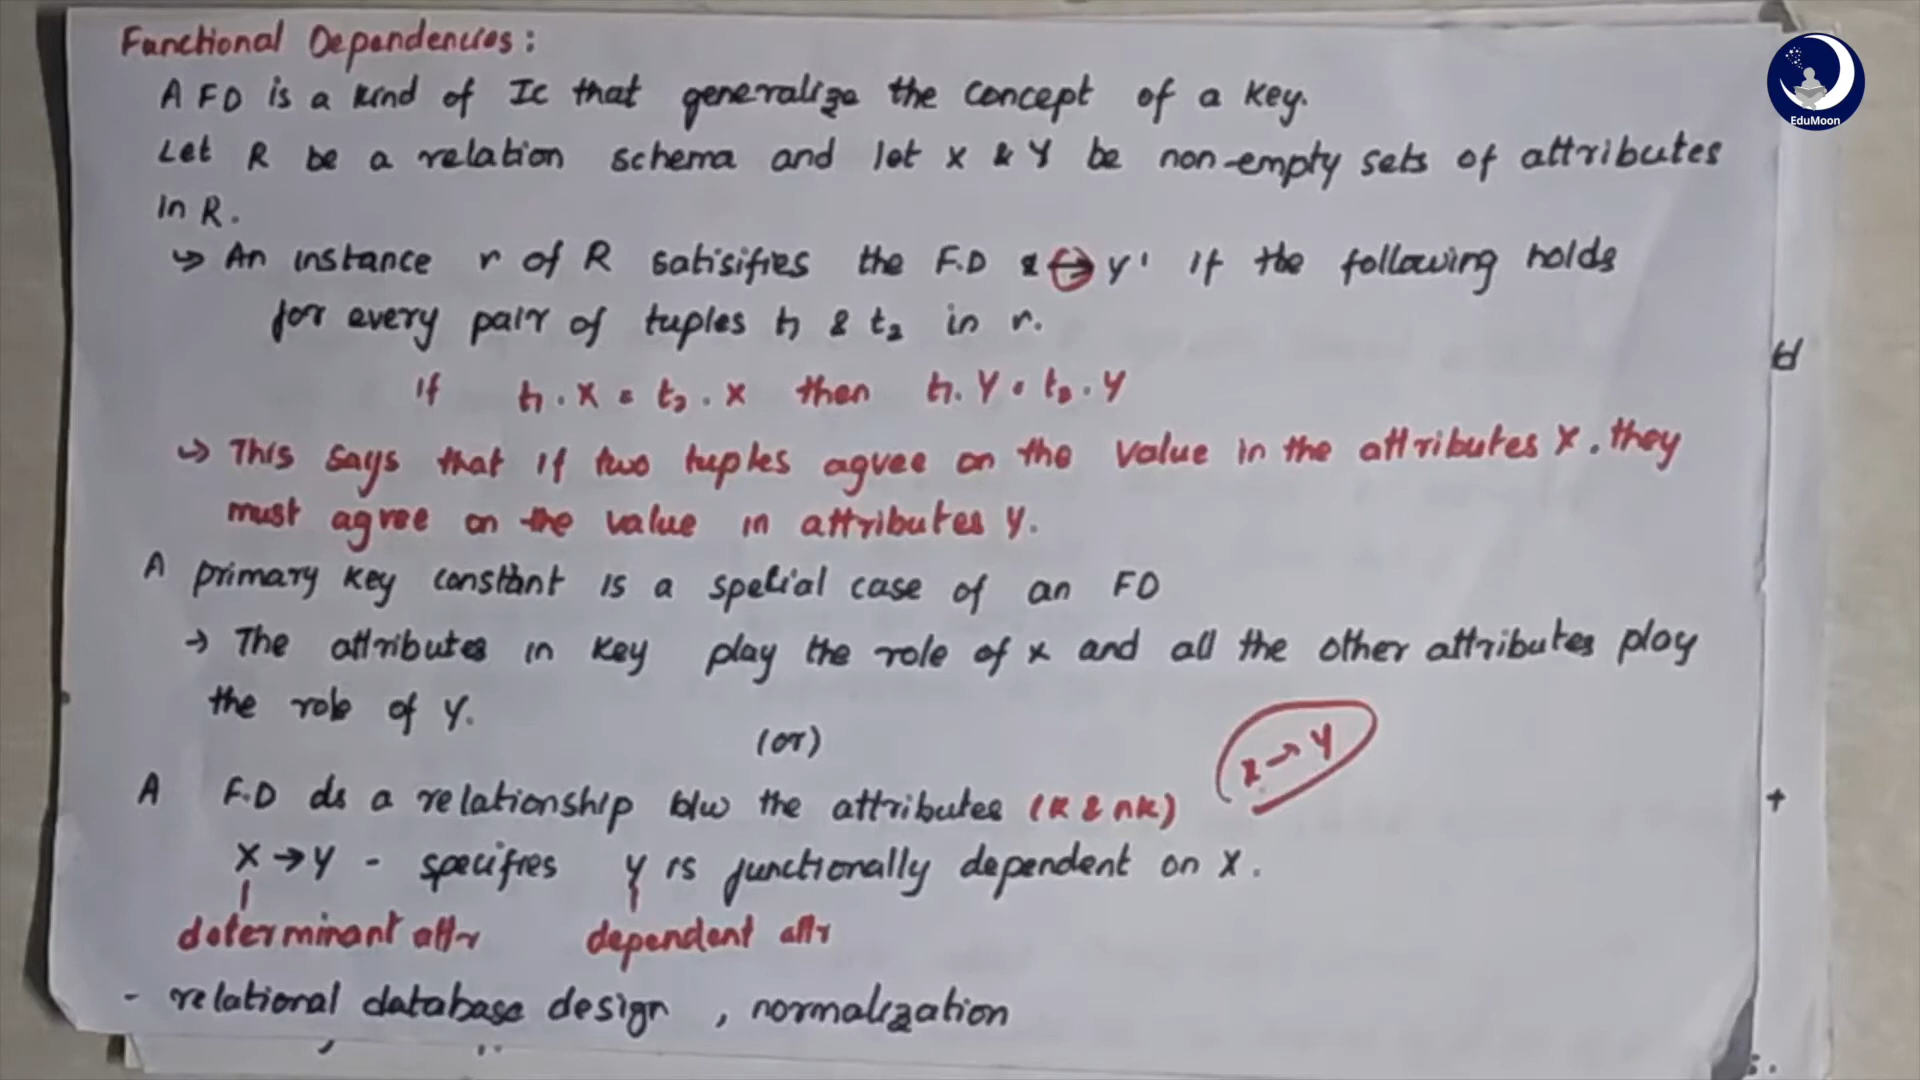 Functional Dependencies:
A FD is a kind of Ic that generalize the concept of a key.
Let R be a relation schema and let x & y be non-empty sets of attributes
in R.
↳ An instance r of R satisifies the F.D x → y' if the following holds
for every pair of tuples t1 & t2 in r.
If t1 . X = t2 . X then t1 . Y = t2 . Y
↳ This says that if two tuples agree on the value in the attributes X. they
must agree on the value in attributes Y.
A primary key constant is a special case of an FD
→ The attributes in key play the role of x and all the other attributes play
the role of y.
(or)
x → y
A F.D ds a relationship b/w the attributes (k & nk)
X → y - specifies y is functionally dependent on X.
determinant attr dependent attr
- relational database design , normalization
EduMoon